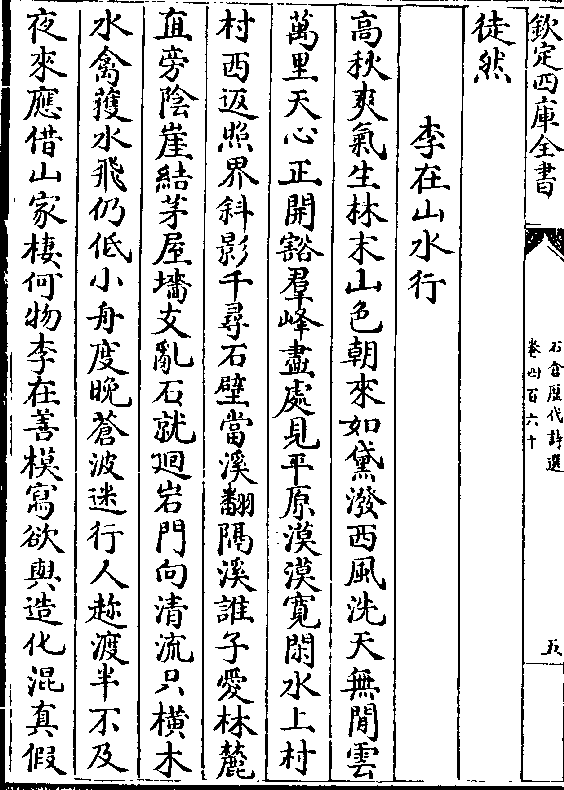 欽定四庫全書
石倉歷代詩選
卷四百六十
五
徒然
李在山水行
高秋爽氣生林末山色朝來如黛潑西風洗天無閒雲
萬里天心正開豁羣峰盡處見平原漠漠寛閑水上村
村西返照界斜影千尋石壁當溪翻隔溪誰子愛林麓
直旁陰崖結茅屋墻支亂石就迴岩門向清流只横木
水禽䕶水飛仍低小舟度晚蒼波迷行人趂渡半不及
夜來應借山家棲何物李在善模寫欲與造化混真假